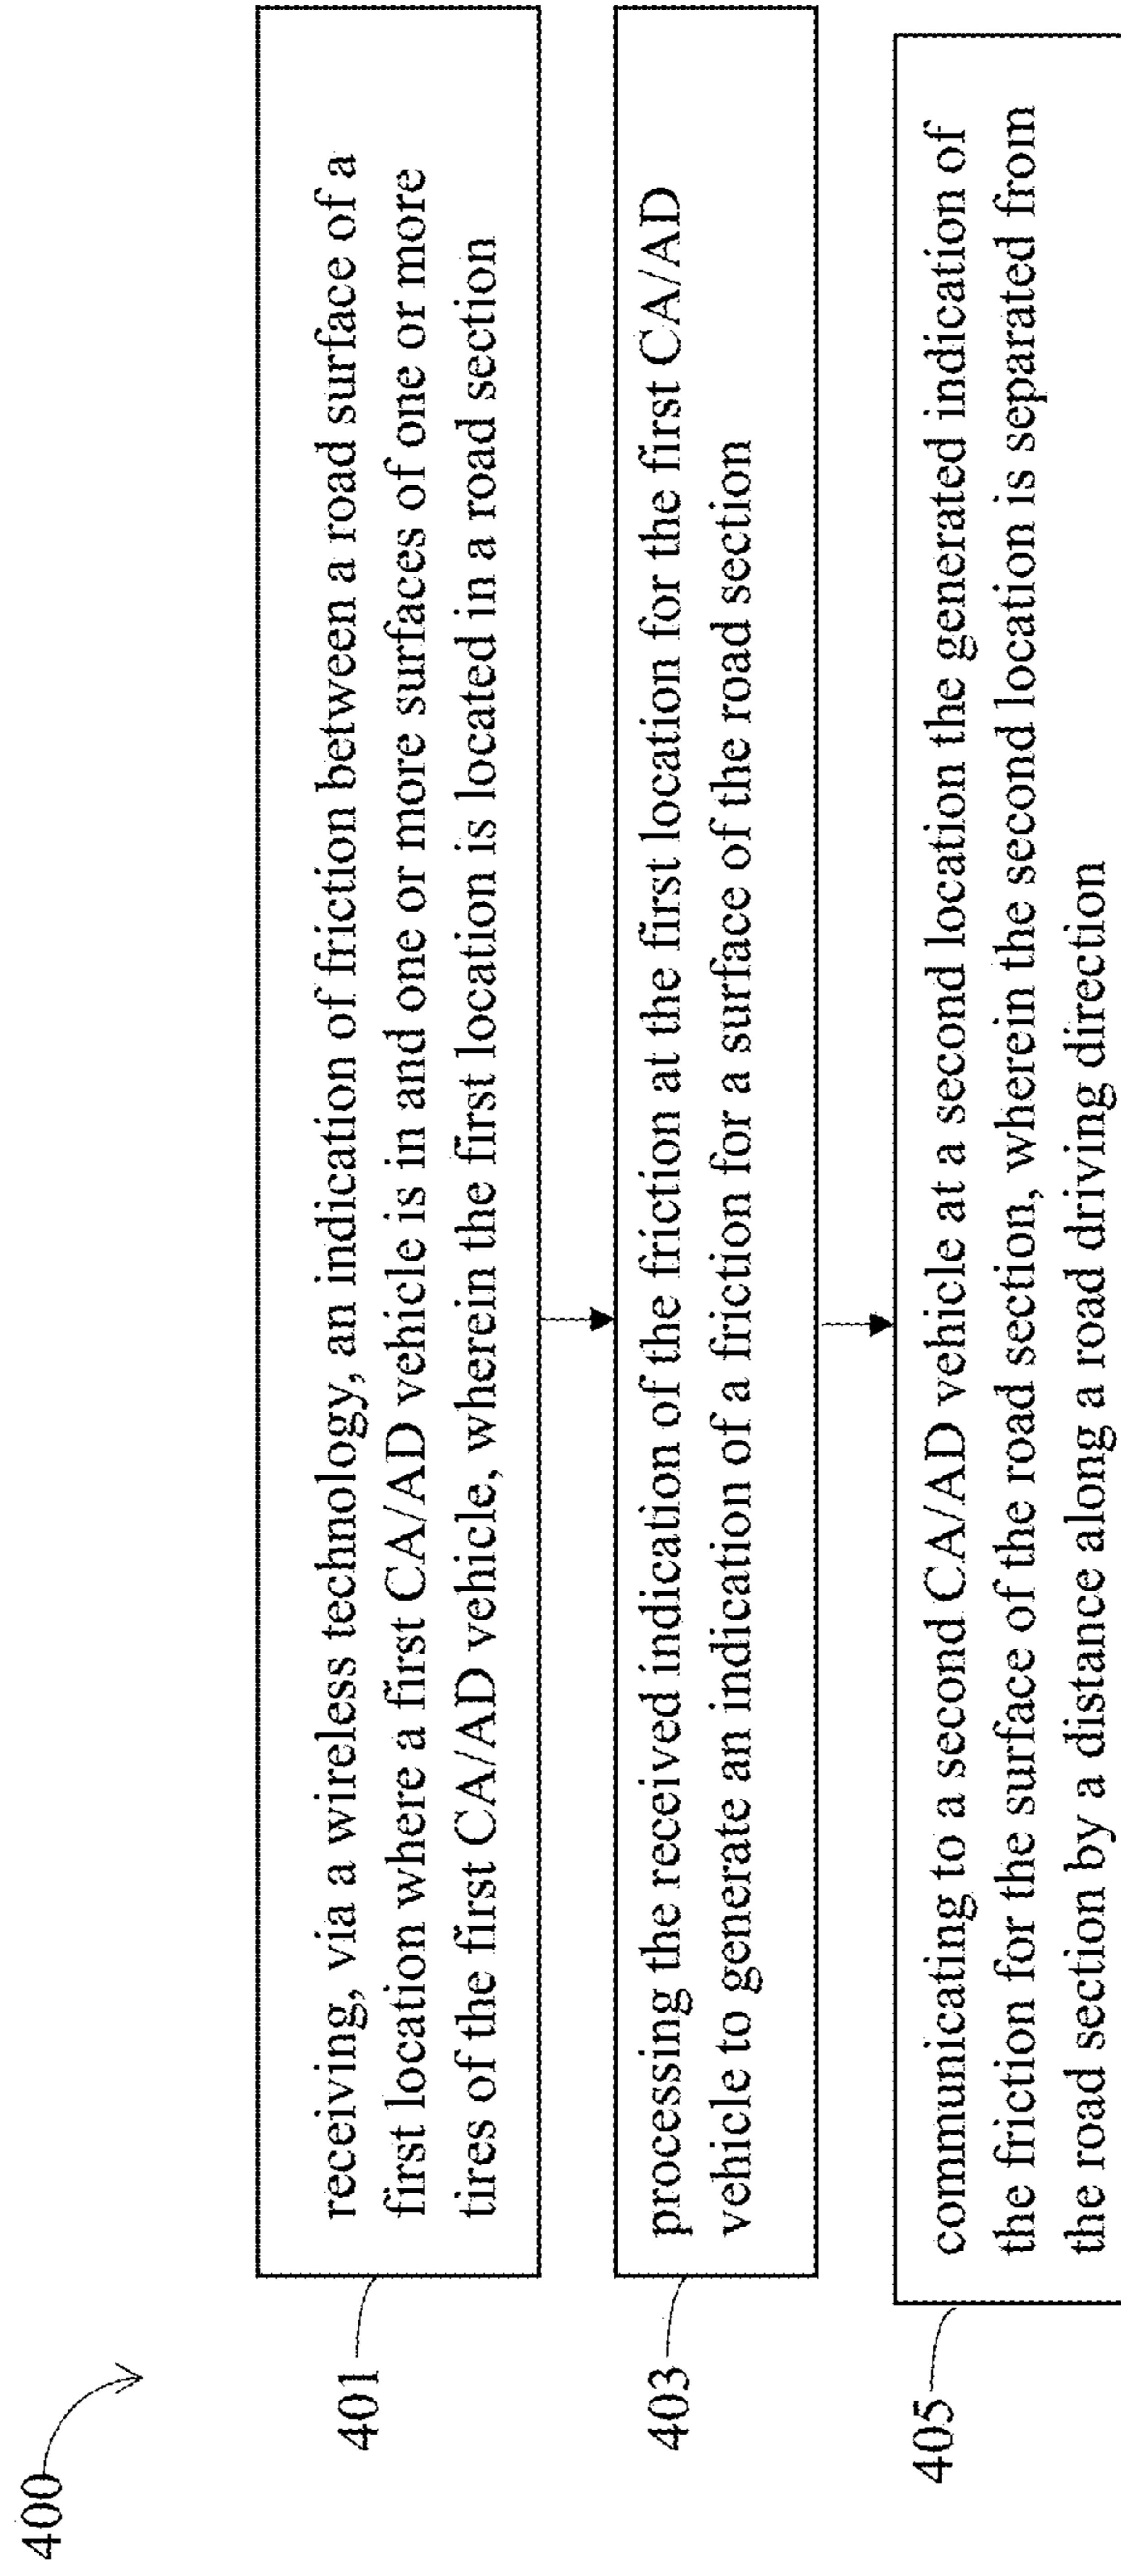 400
401
receiving, via a wireless technology, an indication of friction between a road surface of a
first location where a first CA/AD vehicle is in and one or more surfaces of one or more
tires of the first CA/AD vehicle, wherein the first location is located in a road section
403
processing the received indication of the friction at the first location for the first CA/AD
vehicle to generate an indication of a friction for a surface of the road section
405
communicating to a second CA/AD vehicle at a second location the generated indication of
the friction for the surface of the road section, wherein the second location is separated from
the road section by a distance along a road driving direction